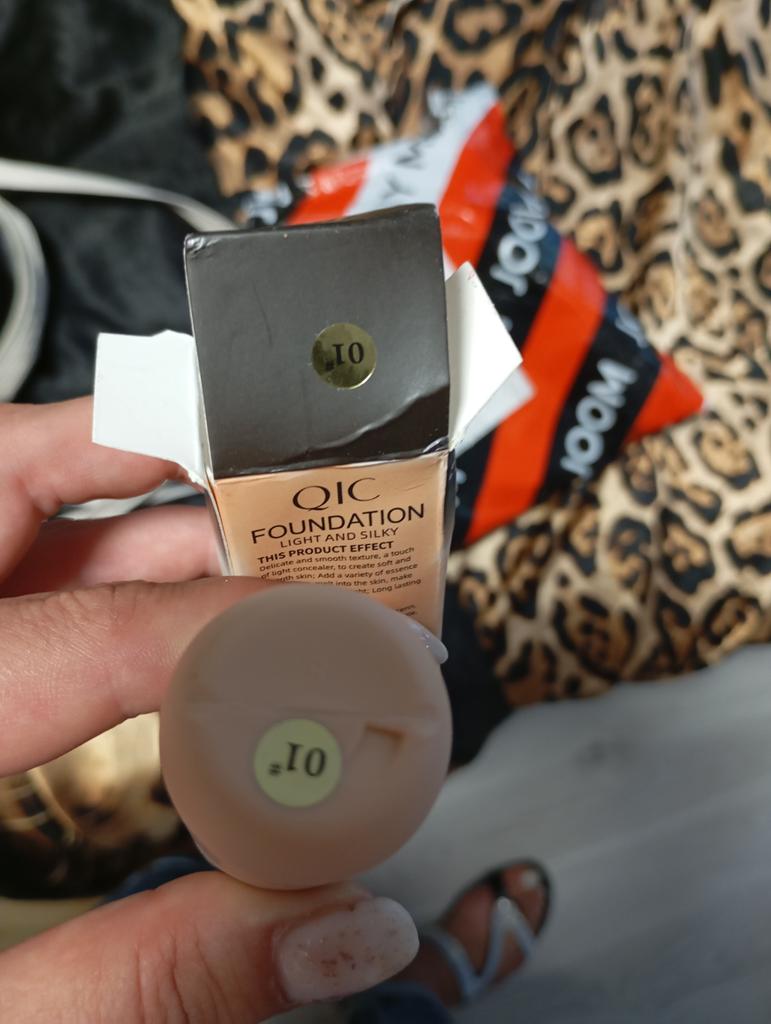 01#
QIC
FOUNDATION
LIGHT AND SILKY
THIS PRODUCT EFFECT
Delicate and smooth texture, a touch
of light concealer, to create soft and
skin; Add a variety of essence
into the skin, make
Long lasting
01#
JOOM
JOOM